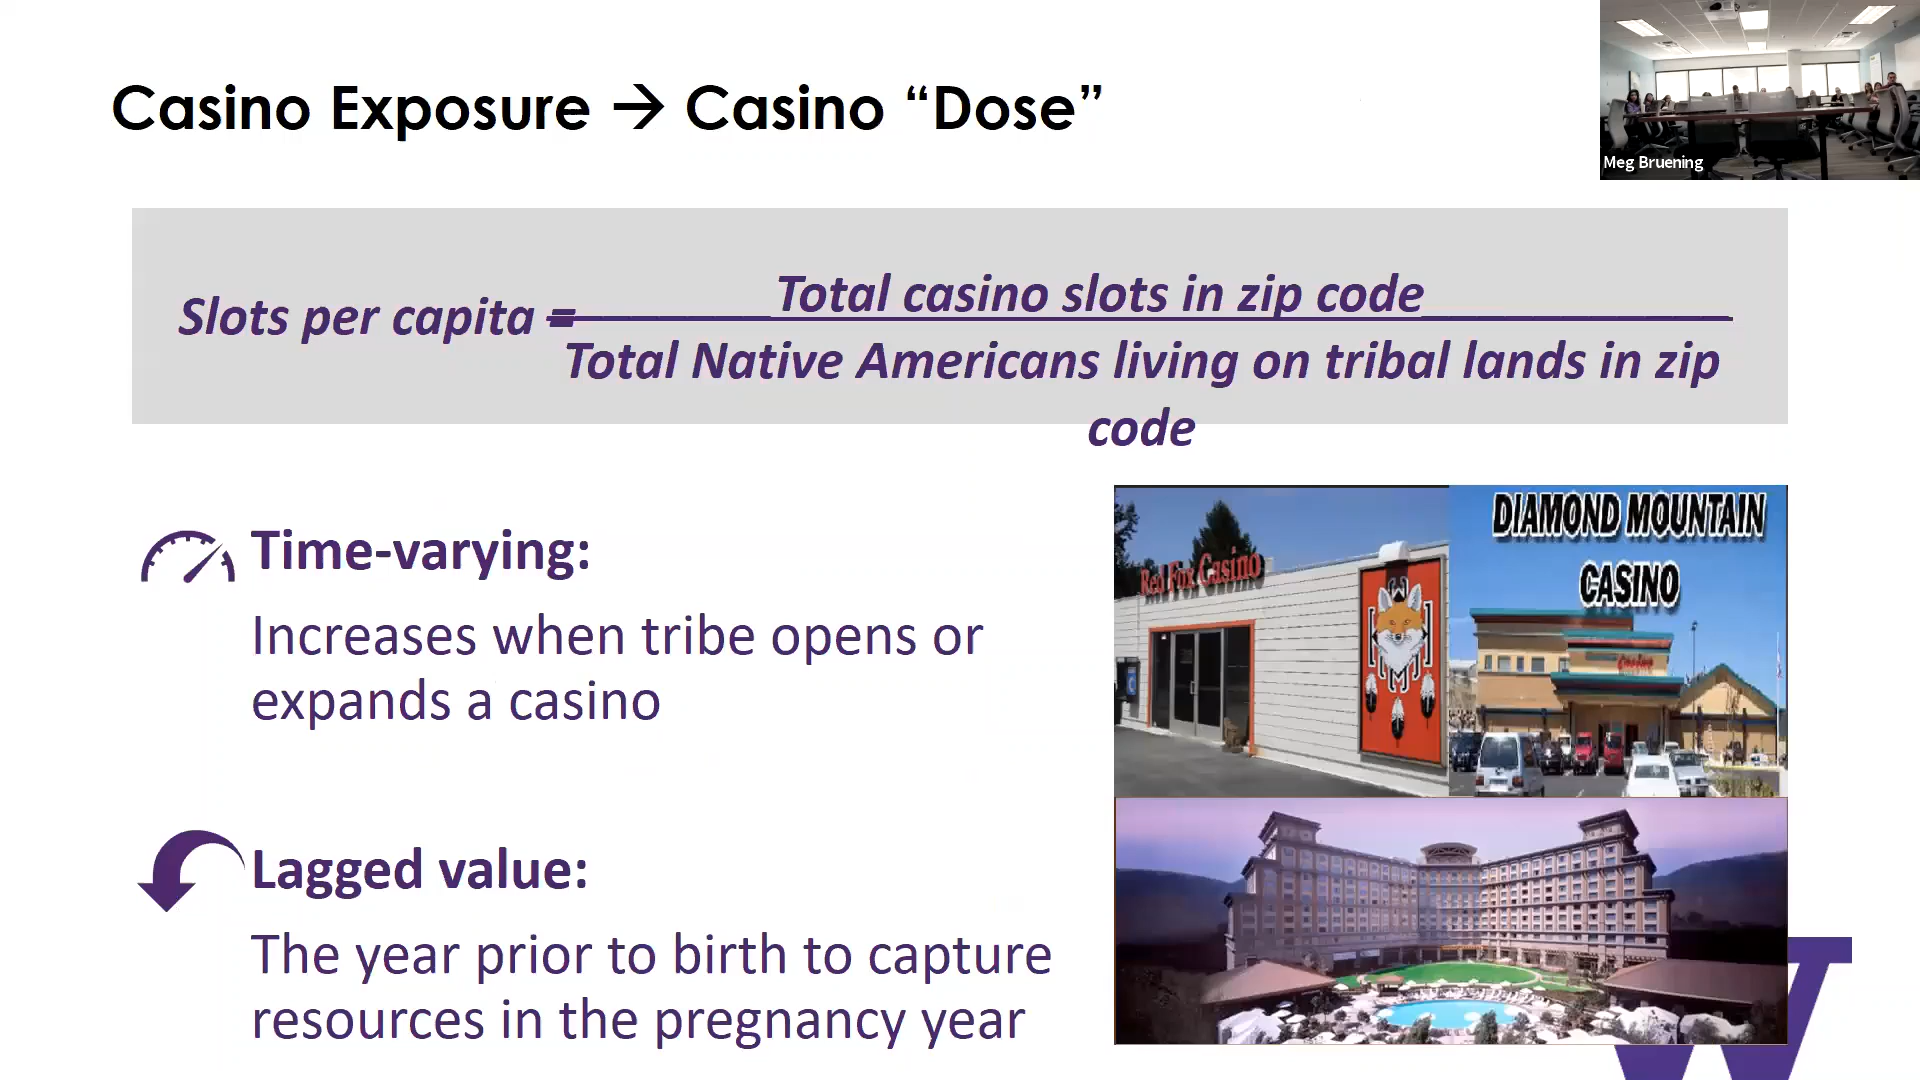 Casino Exposure → Casino “Dose”
Meg Bruening
Total casino slots in zip code
Slots per capita =
Total Native Americans living on tribal lands in zip
code
Time-varying:
Increases when tribe opens or
expands a casino
Lagged value:
The year prior to birth to capture
resources in the pregnancy year
Red Fox Casino
DIAMOND MOUNTAIN
CASINO
Casino
W